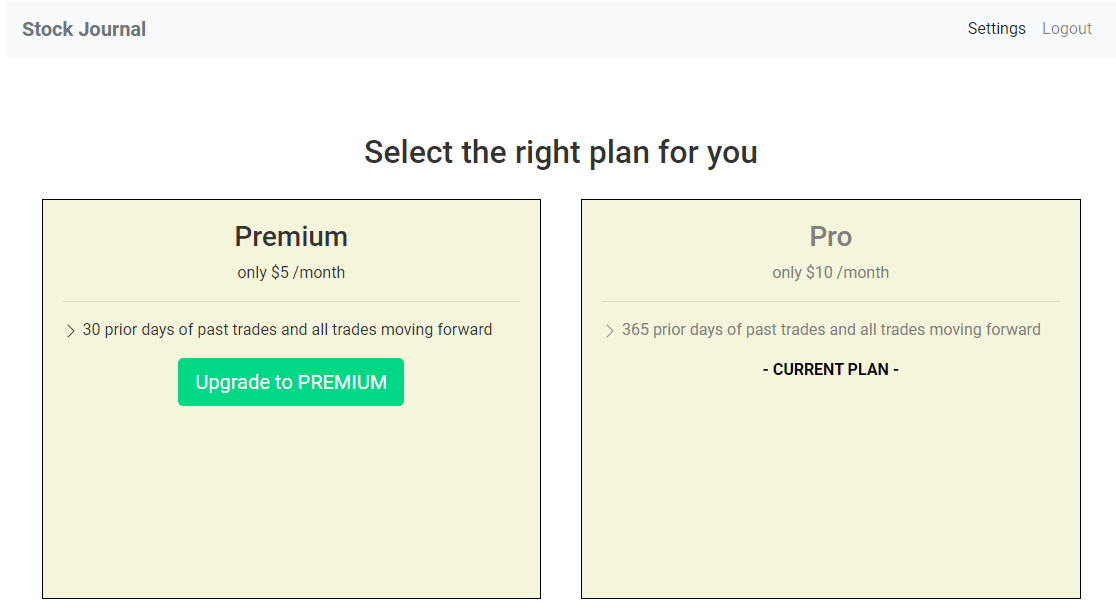 Stock Journal
Settings Logout
Select the right plan for you
Premium
only $5 /month
30 prior days of past trades and all trades moving forward
Upgrade to PREMIUM
Pro
only $10 /month
365 prior days of past trades and all trades moving forward
- CURRENT PLAN -